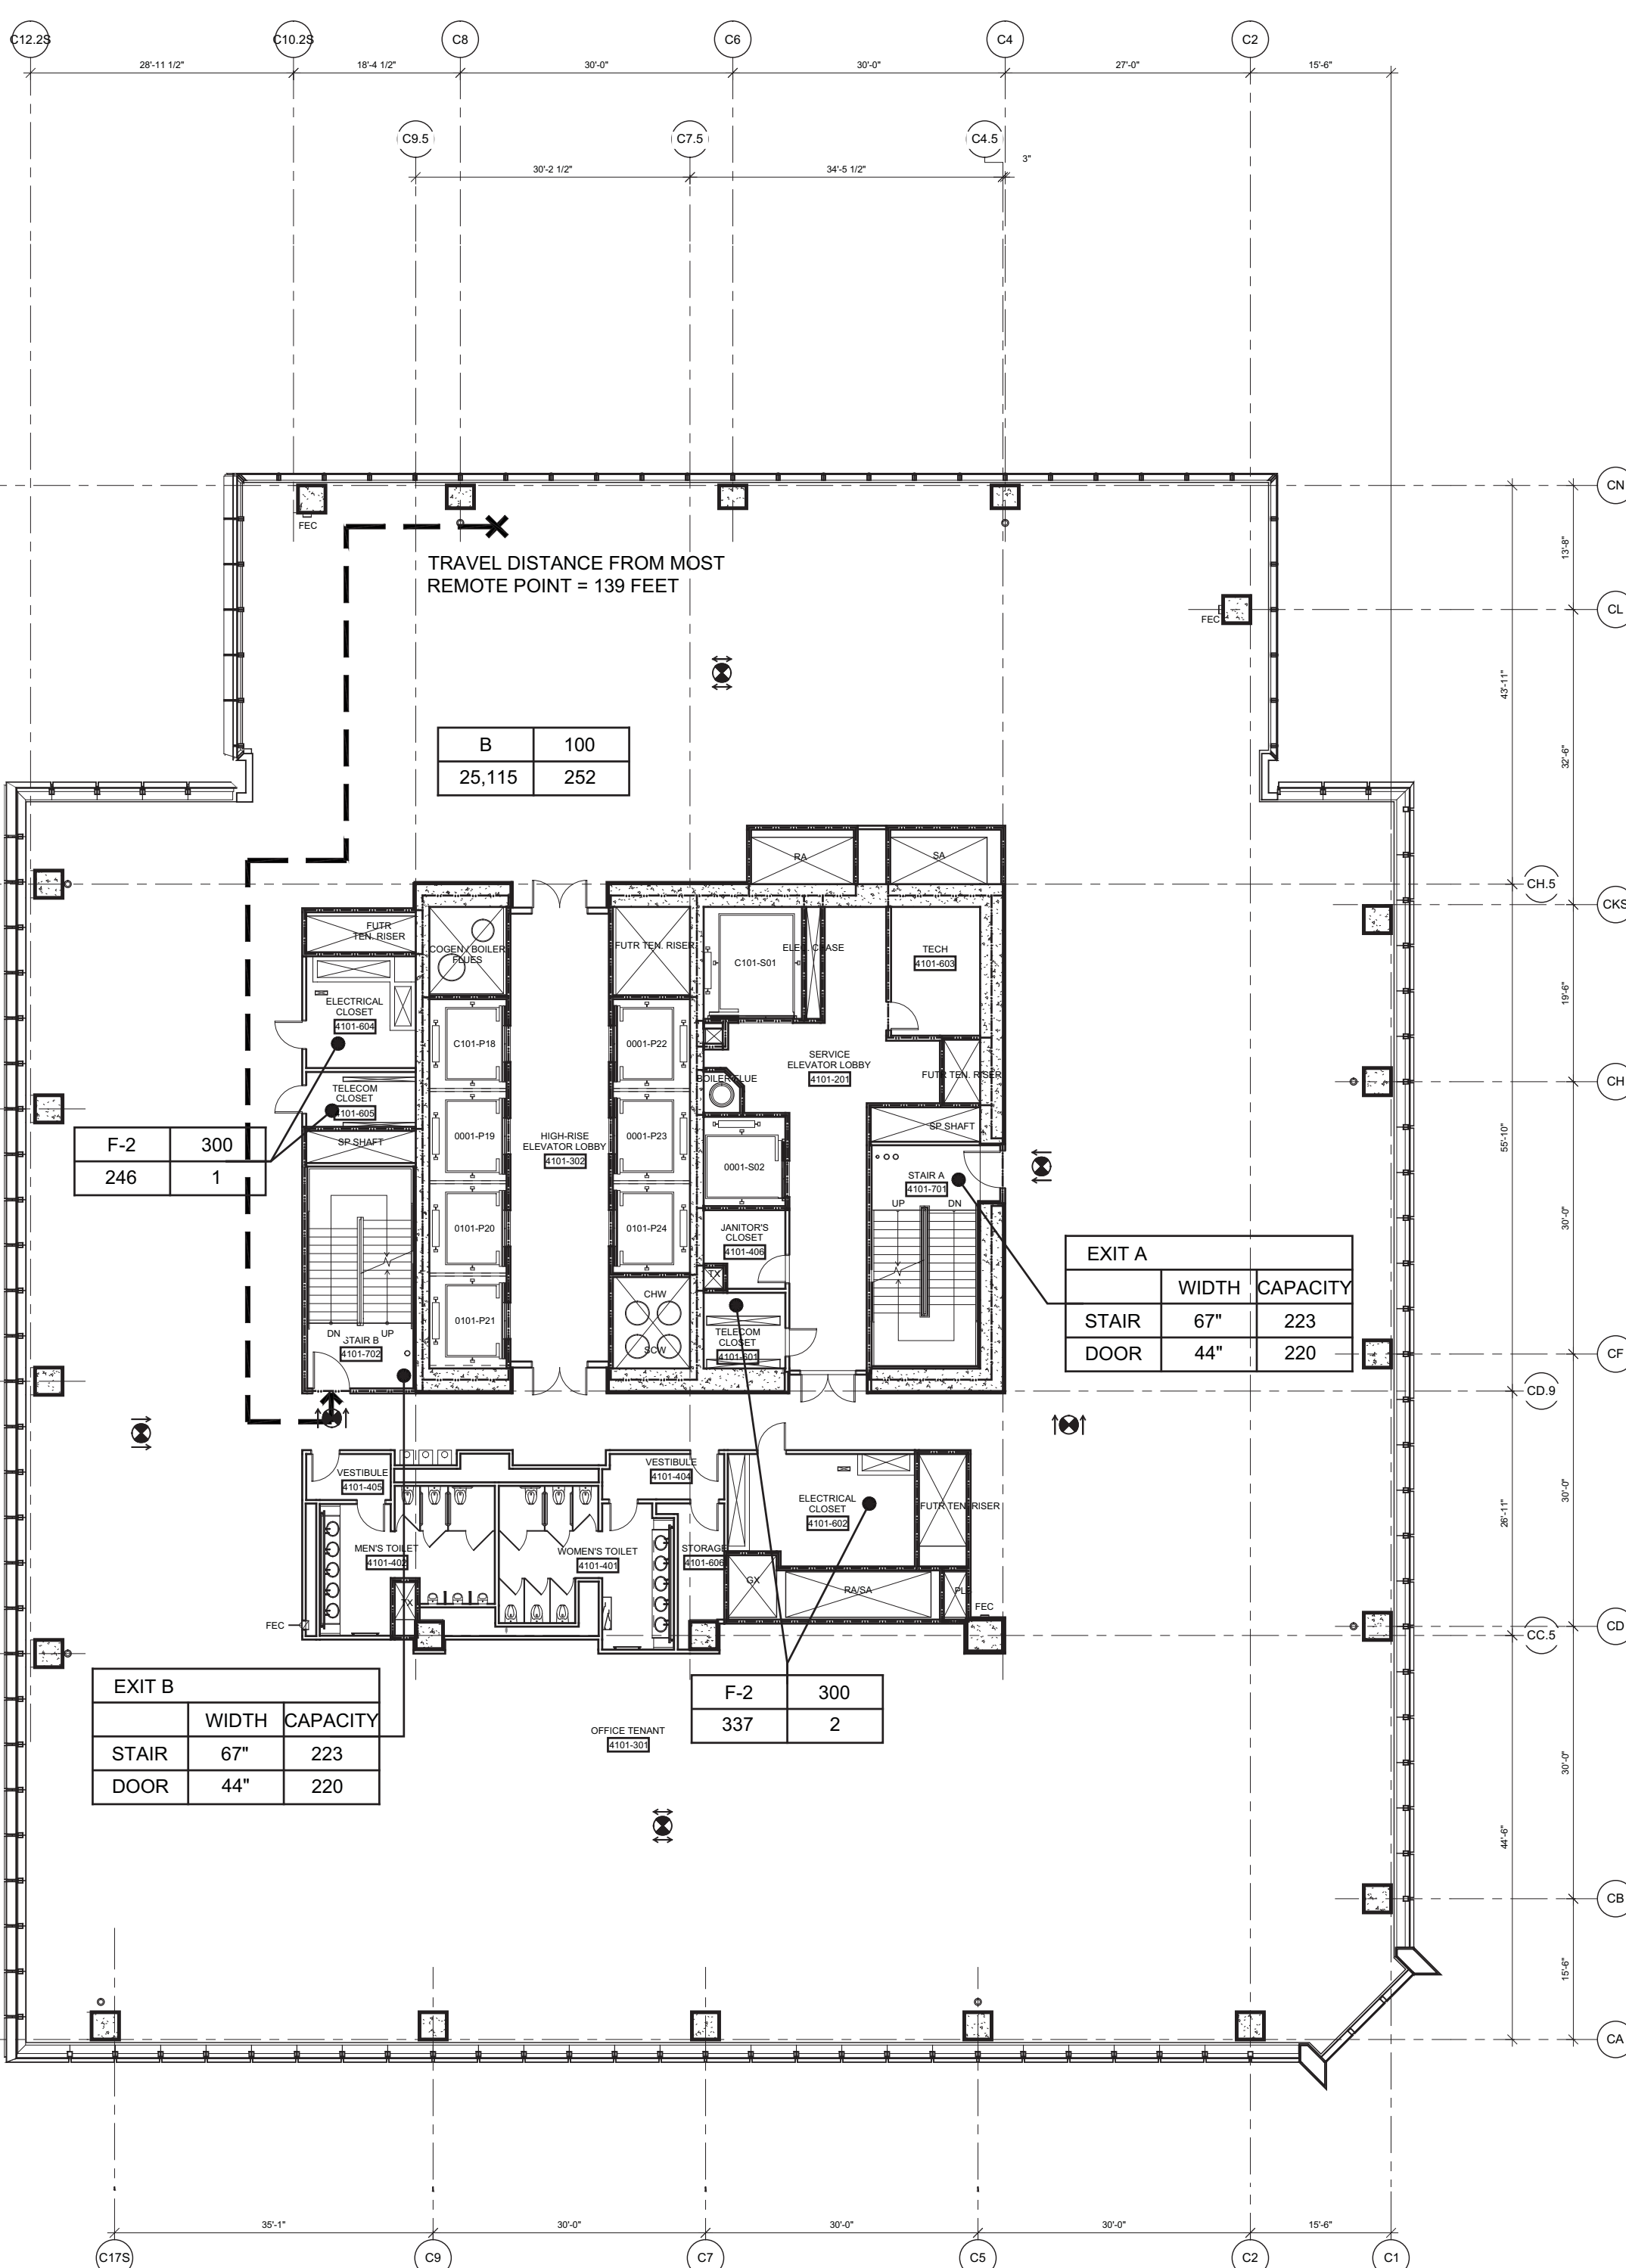 C12.2S
C10.2S
C8
C6
C4
C2
28'-11 1/2"
18'-4 1/2"
30'-0"
30'-0"
27'-0"
15'-6"
C9.5
C7.5
C4.5
30'-2 1/2"
34'-5 1/2"
3"
CN
FEC
TRAVEL DISTANCE FROM MOST
REMOTE POINT = 139 FEET
13'-8"
CL
FEC
43'-11"
32'-6"
B 100
25,115 252
RA
SA
CH.5
CKS
FUTR
TEN. RISER
COGEN / BOILER
FLUES
FUTR TEN. RISER
C101-S01
ELEC. CHASE
TECH
4101-603
19'-6"
ELECTRICAL
CLOSET
4101-604
C101-P18
0001-P22
SERVICE
ELEVATOR LOBBY
4101-201
BOILER FLUE
FUTR TEN. RISER
CH
TELECOM
CLOSET
4101-605
SP SHAFT
0001-P19
HIGH-RISE
ELEVATOR LOBBY
4101-302
0001-P23
0001-S02
SP SHAFT
55'-10"
F-2 300
246 1
STAIR A
4101-701
UP
DN
0101-P20
0101-P24
JANITOR'S
CLOSET
4101-406
TX
30'-0"
EXIT A
WIDTH CAPACITY
STAIR 67" 223
DOOR 44" 220
CHW
SCW
0101-P21
DN
UP
STAIR B
4101-702
TELECOM
CLOSET
4101-601
CF
CD.9
VESTIBULE
4101-405
VESTIBULE
4101-404
ELECTRICAL
CLOSET
4101-602
FUTR TEN. RISER
26'-11"
30'-0"
MEN'S TOILET
4101-402
WOMEN'S TOILET
4101-401
STORAGE
4101-606
GX
RA/SA
PL
TX
FEC
FEC
CD
CC.5
EXIT B
WIDTH CAPACITY
STAIR 67" 223
DOOR 44" 220
F-2 300
337 2
OFFICE TENANT
4101-301
30'-0"
44'-6"
CB
15'-6"
CA
35'-1"
30'-0"
30'-0"
30'-0"
15'-6"
C17S
C9
C7
C5
C2
C1